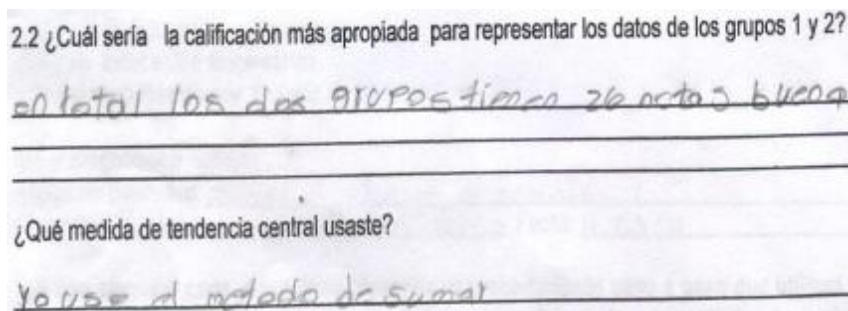 2.2 ¿Cuál sería la calificación más apropiada para representar los datos de los grupos 1 y 2?
en total los dos grupos tienen 26 notas buena
¿Qué medida de tendencia central usaste?
Yo use el metodo de sumar